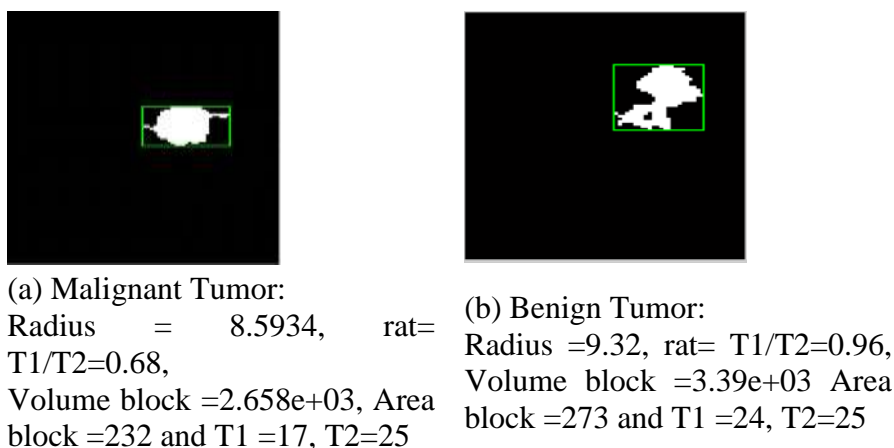 (a) Malignant Tumor:
Radius = 8.5934, rat=
T1/T2=0.68,
Volume block =2.658e+03, Area
block =232 and T1 =17, T2=25
(b) Benign Tumor:
Radius =9.32, rat= T1/T2=0.96,
Volume block =3.39e+03 Area
block =273 and T1 =24, T2=25